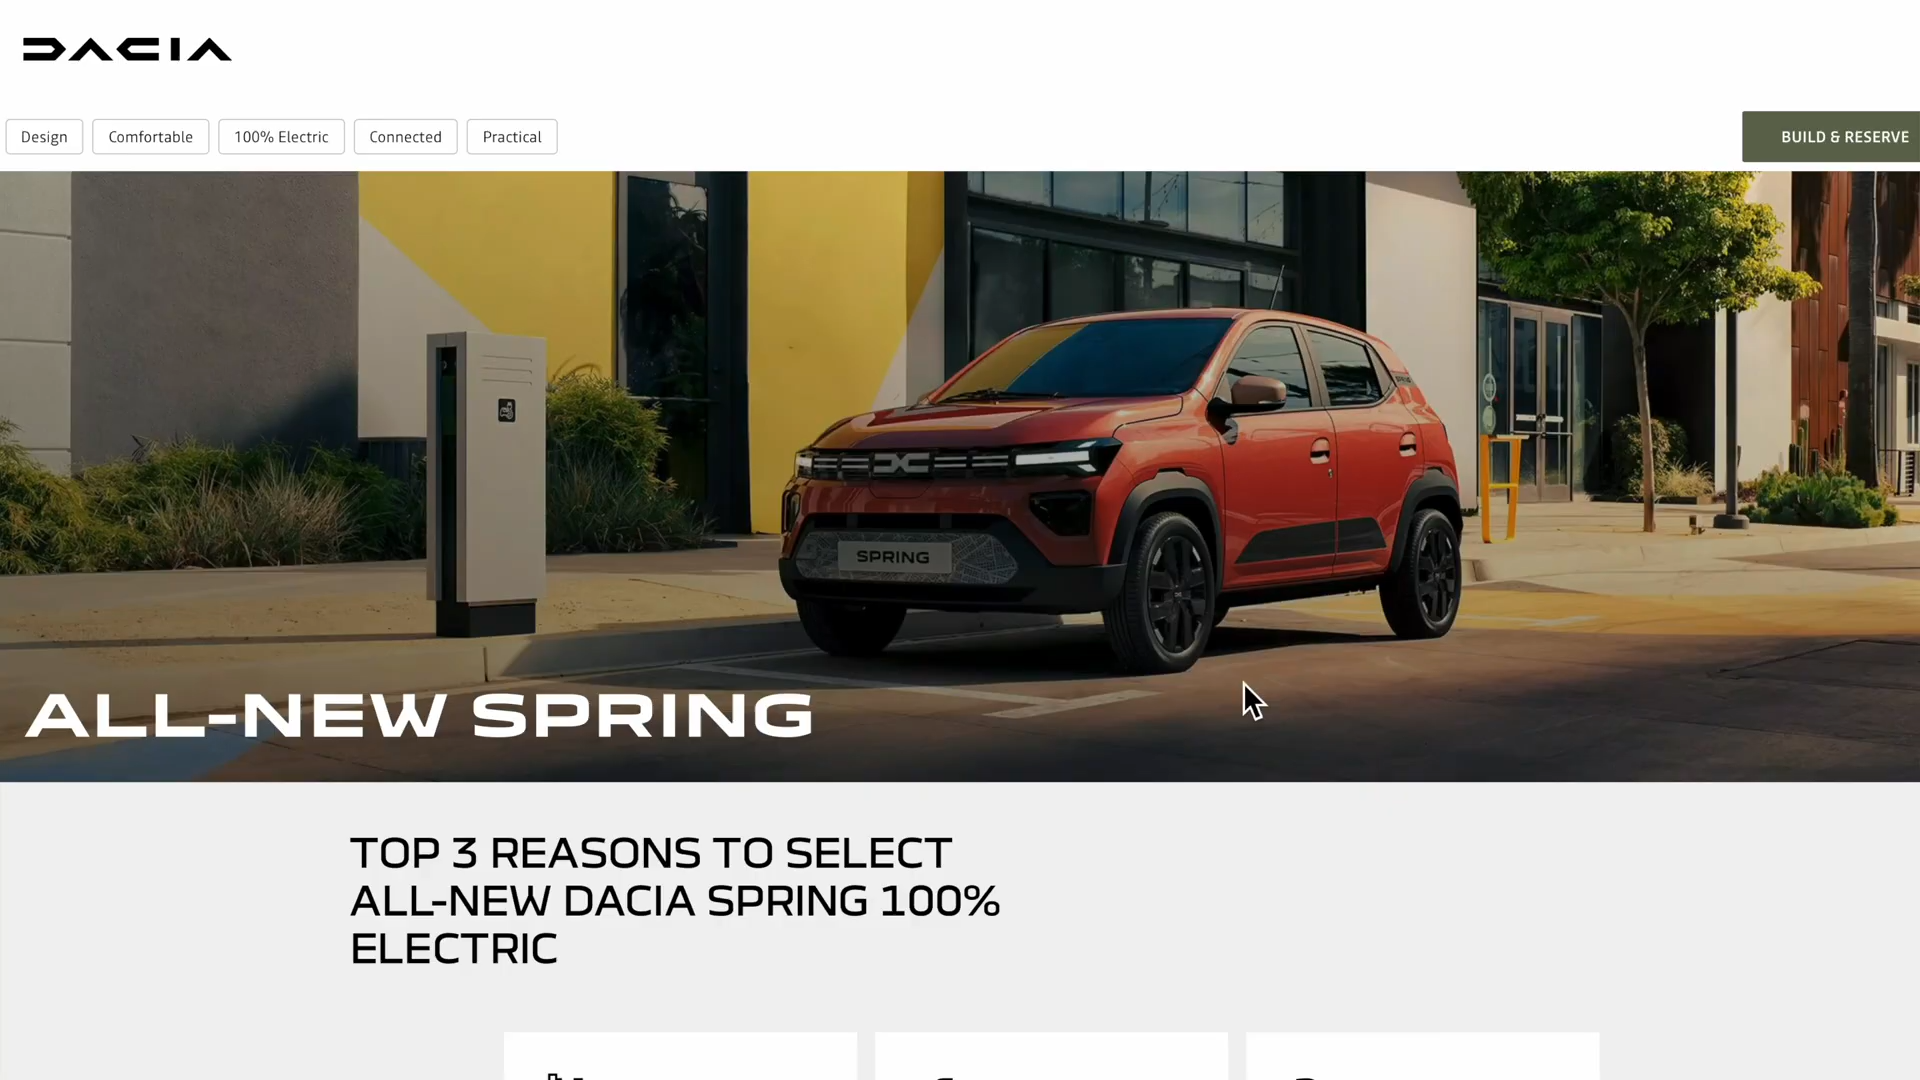 DACIA
Design
Comfortable
100% Electric
Connected
Practical
BUILD & RESERVE
SPRING
ALL-NEW SPRING
TOP 3 REASONS TO SELECT
ALL-NEW DACIA SPRING 100%
ELECTRIC